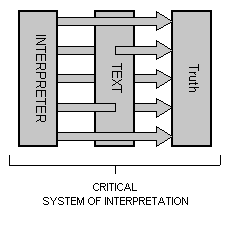 INTERPRETER
TEXT
Truth
CRITICAL
SYSTEM OF INTERPRETATION